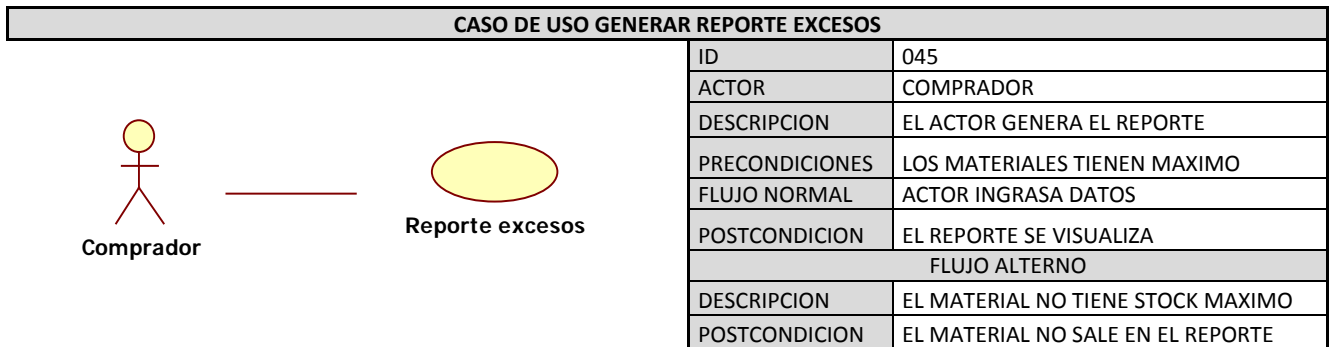 CASO DE USO GENERAR REPORTE EXCESOS
ID 045
ACTOR COMPRADOR
DESCRIPCION EL ACTOR GENERA EL REPORTE
PRECONDICIONES LOS MATERIALES TIENEN MAXIMO
FLUJO NORMAL ACTOR INGRASA DATOS
POSTCONDICION EL REPORTE SE VISUALIZA
FLUJO ALTERNO
DESCRIPCION EL MATERIAL NO TIENE STOCK MAXIMO
POSTCONDICION EL MATERIAL NO SALE EN EL REPORTE
Comprador
Reporte excesos